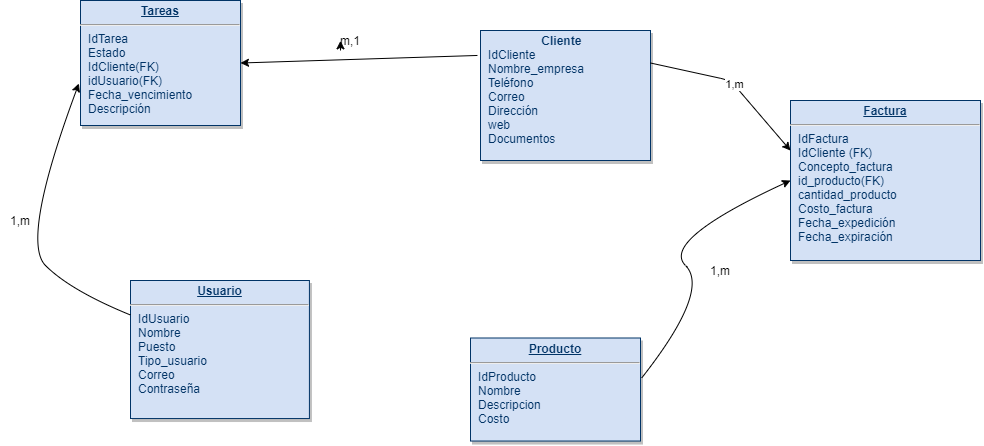 Tareas
IdTarea
Estado
IdCliente(FK)
idUsuario(FK)
Fecha_vencimiento
Descripción
m,1
Cliente
IdCliente
Nombre_empresa
Teléfono
Correo
Dirección
web
Documentos
1,m
Factura
IdFactura
IdCliente (FK)
Concepto_factura
id_producto(FK)
cantidad_producto
Costo_factura
Fecha_expedición
Fecha_expiración
1,m
Usuario
IdUsuario
Nombre
Puesto
Tipo_usuario
Correo
Contraseña
1,m
Producto
IdProducto
Nombre
Descripcion
Costo